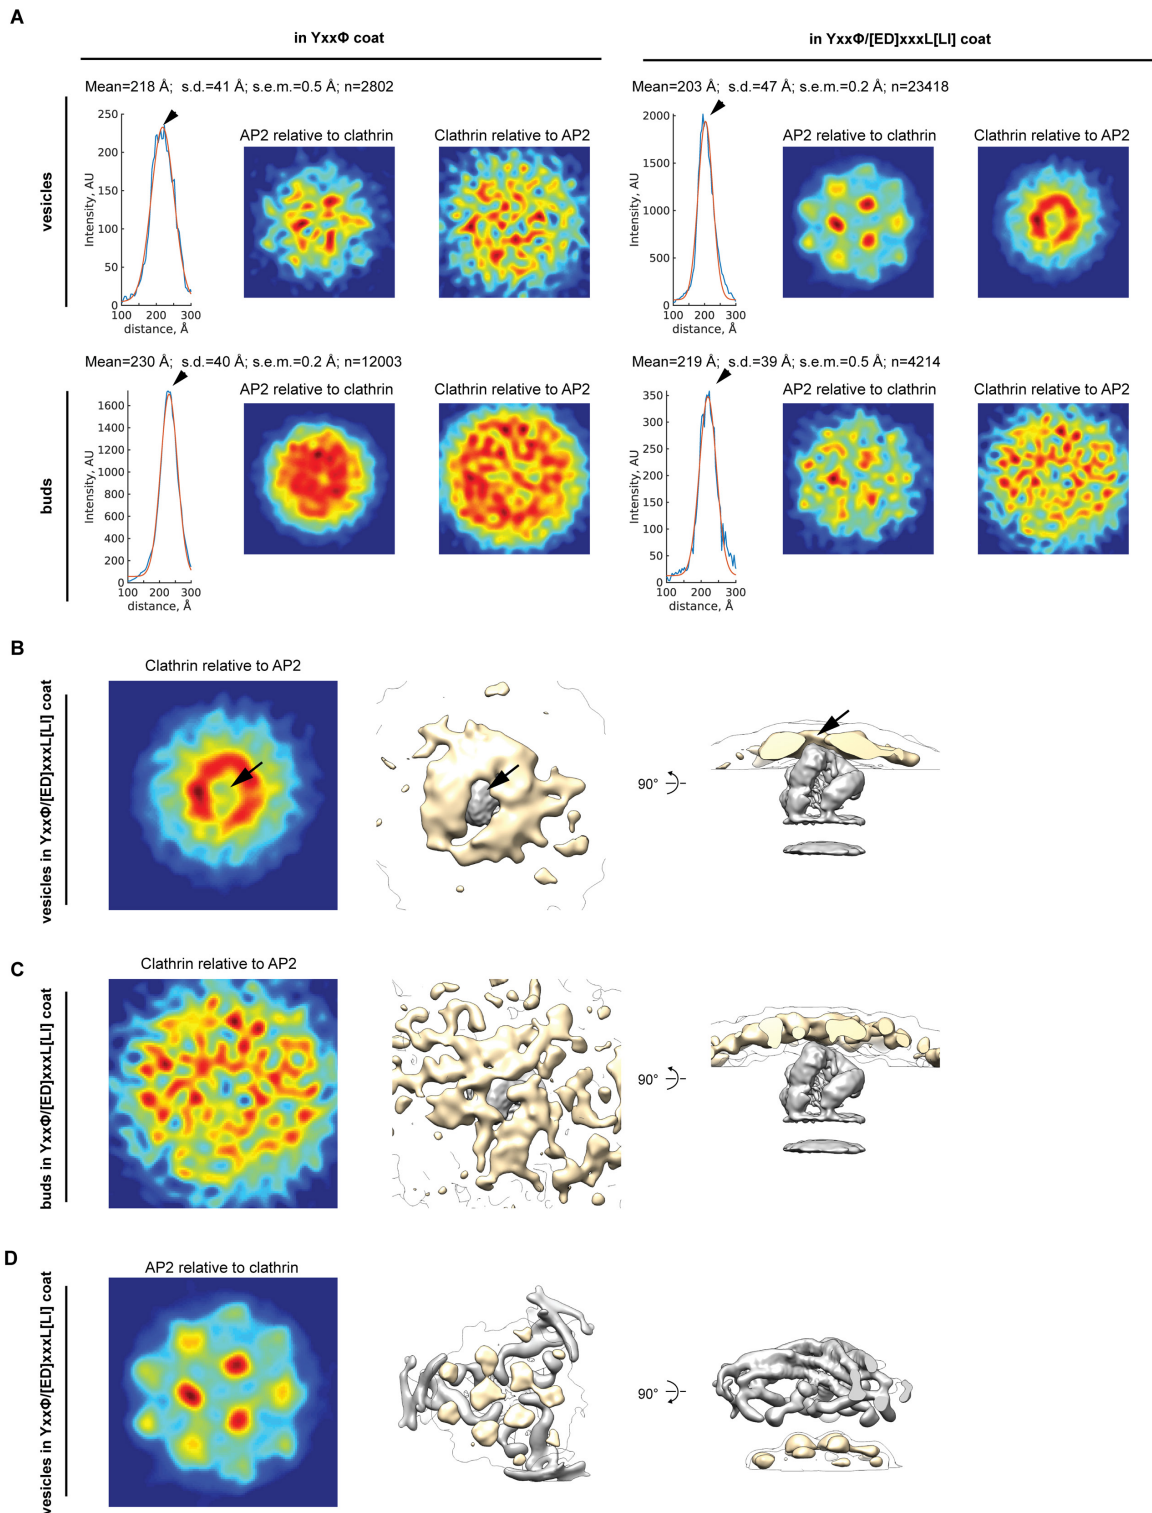 A
in YxxΦ coat
in YxxΦ/[ED]xxxL[LI] coat
vesicles
Mean=218 Å; s.d.=41 Å; s.e.m.=0.5 Å; n=2802
250
200
150
100
50
0
Intensity, AU
100 200 300
distance, Å
AP2 relative to clathrin
Clathrin relative to AP2
Mean=203 Å; s.d.=47 Å; s.e.m.=0.2 Å; n=23418
2000
1500
1000
500
0
Intensity, AU
100 200 300
distance, Å
AP2 relative to clathrin
Clathrin relative to AP2
buds
Mean=230 Å; s.d.=40 Å; s.e.m.=0.2 Å; n=12003
1600
1400
1200
1000
800
600
400
200
0
Intensity, AU
100 200 300
distance, Å
AP2 relative to clathrin
Clathrin relative to AP2
Mean=219 Å; s.d.=39 Å; s.e.m.=0.5 Å; n=4214
350
300
250
200
150
100
50
0
Intensity, AU
100 200 300
distance, Å
AP2 relative to clathrin
Clathrin relative to AP2
B
vesicles in YxxΦ/[ED]xxxL[LI] coat
Clathrin relative to AP2
90°
C
buds in YxxΦ/[ED]xxxL[LI] coat
Clathrin relative to AP2
90°
D
vesicles in YxxΦ/[ED]xxxL[LI] coat
AP2 relative to clathrin
90°